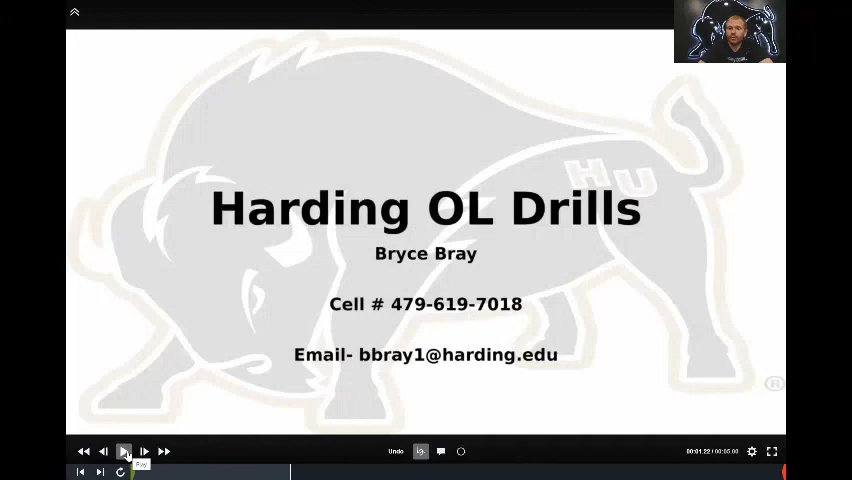 HU
Harding OL Drills
Bryce Bray
Cell # 479-619-7018
Email- bbray1@harding.edu
®
Undo
00:01.22 / 00:05.00
Play